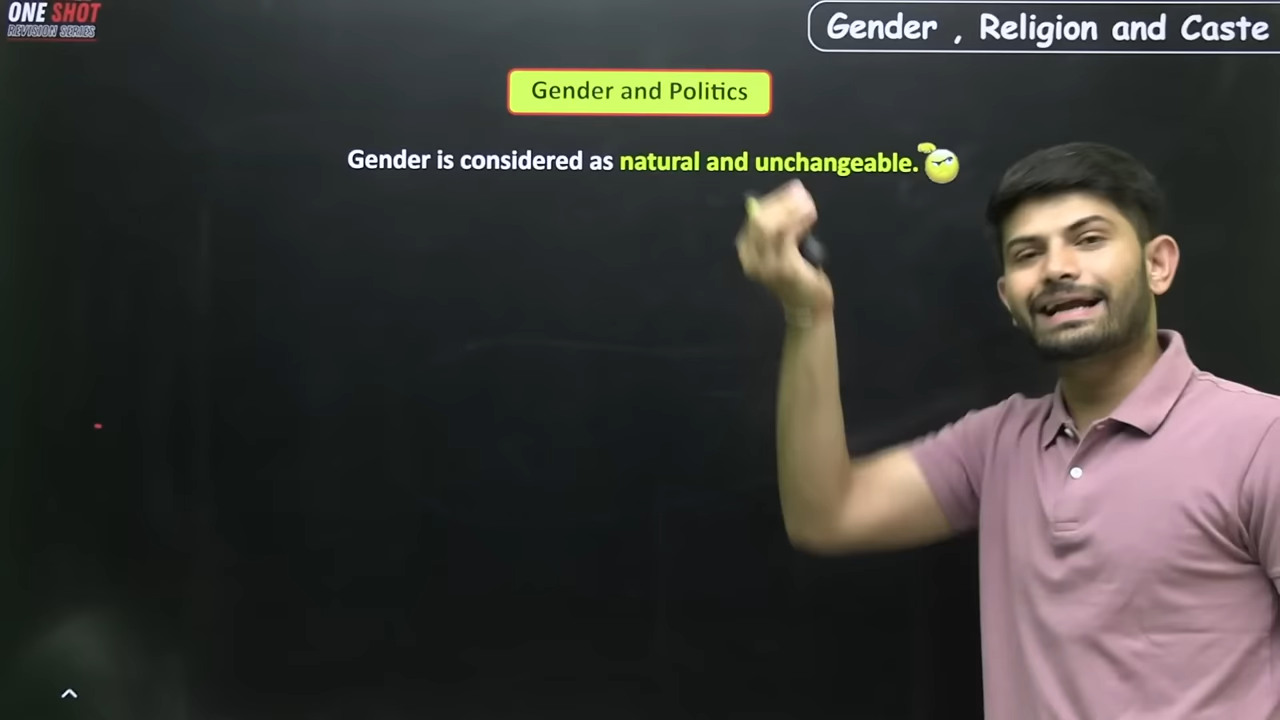 ONE SHOT
REVISION SERIES
Gender , Religion and Caste
Gender and Politics
Gender is considered as natural and unchangeable.